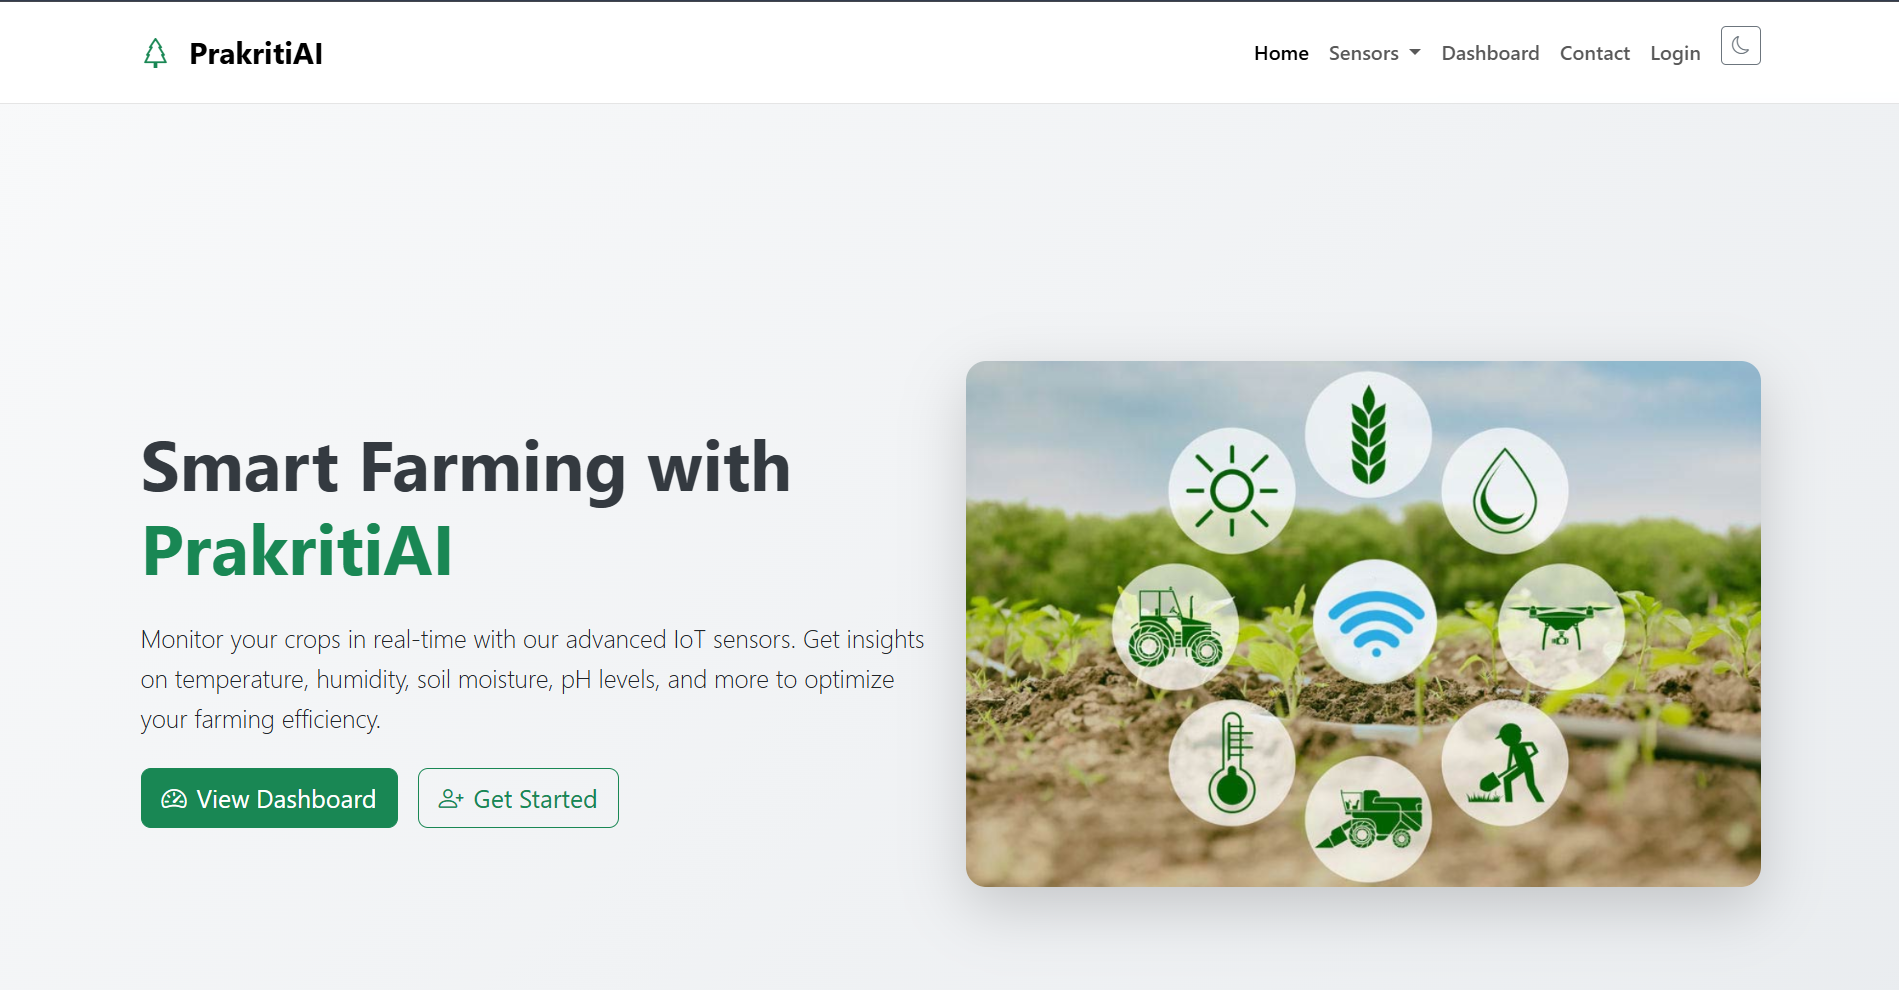 PrakritiAI
Home Sensors Dashboard Contact Login
Smart Farming with
PrakritiAI
Monitor your crops in real-time with our advanced IoT sensors. Get insights
on temperature, humidity, soil moisture, pH levels, and more to optimize
your farming efficiency.
View Dashboard Get Started